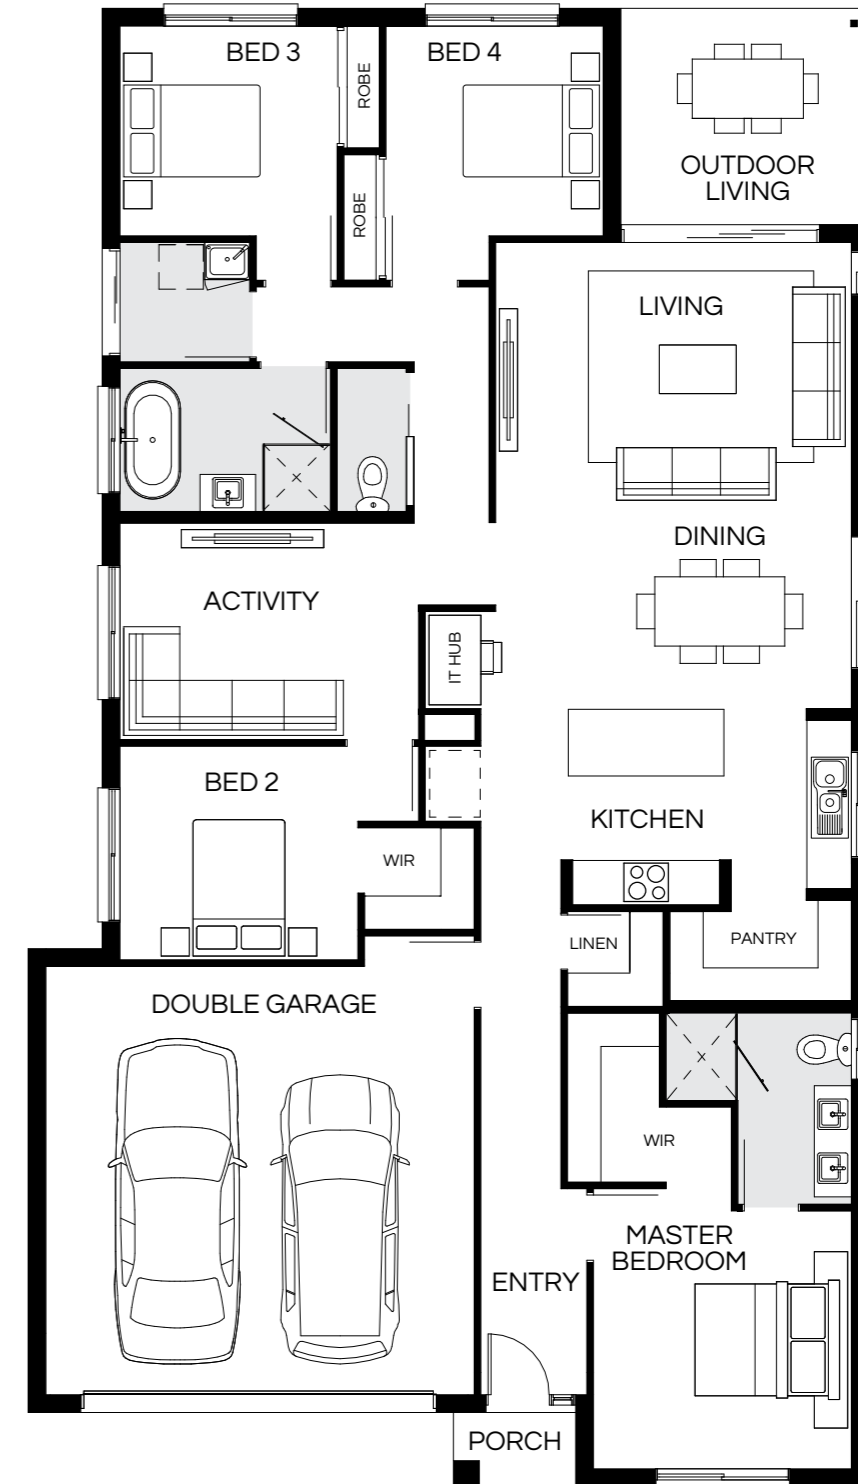 BED 3
BED 4
ROBE
ROBE
OUTDOOR
LIVING
LIVING
DINING
ACTIVITY
IT HUB
BED 2
KITCHEN
WIR
LINEN
PANTRY
DOUBLE GARAGE
WIR
MASTER
BEDROOM
ENTRY
PORCH